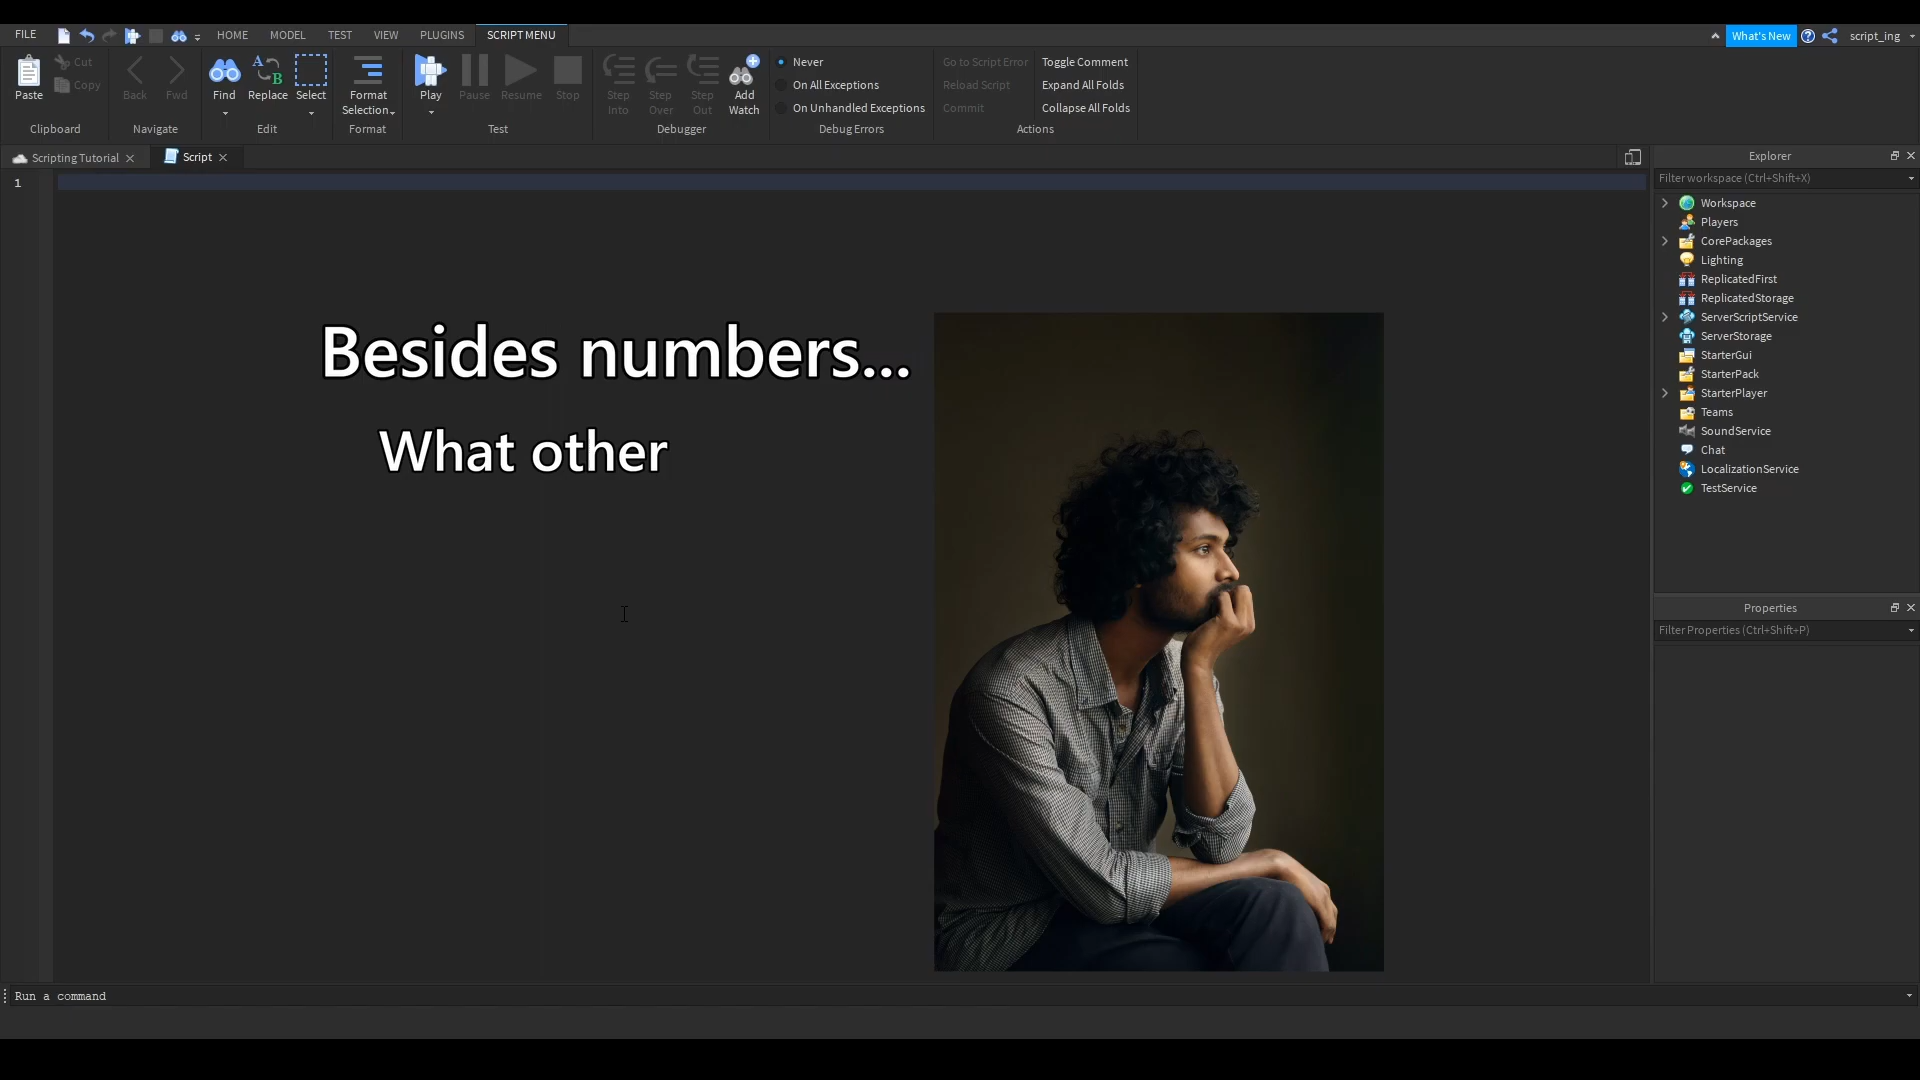 FILE
HOME
MODEL
TEST
VIEW
PLUGINS
SCRIPT MENU
What's New
script_ing
Paste
Cut
Copy
Clipboard
Back
Fwd
Navigate
Find
Replace
Select
Edit
Format
Selection
Format
Play
Pause
Resume
Stop
Test
Step
Into
Step
Over
Step
Out
Add
Watch
Debugger
Never
On All Exceptions
On Unhandled Exceptions
Debug Errors
Go to Script Error
Reload Script
Commit
Toggle Comment
Expand All Folds
Collapse All Folds
Actions
Scripting Tutorial
Script
1
Besides numbers...
What other
Explorer
Filter workspace (Ctrl+Shift+X)
Workspace
Players
CorePackages
Lighting
ReplicatedFirst
ReplicatedStorage
ServerScriptService
ServerStorage
StarterGui
StarterPack
StarterPlayer
Teams
SoundService
Chat
LocalizationService
TestService
Properties
Filter Properties (Ctrl+Shift+P)
Run a command